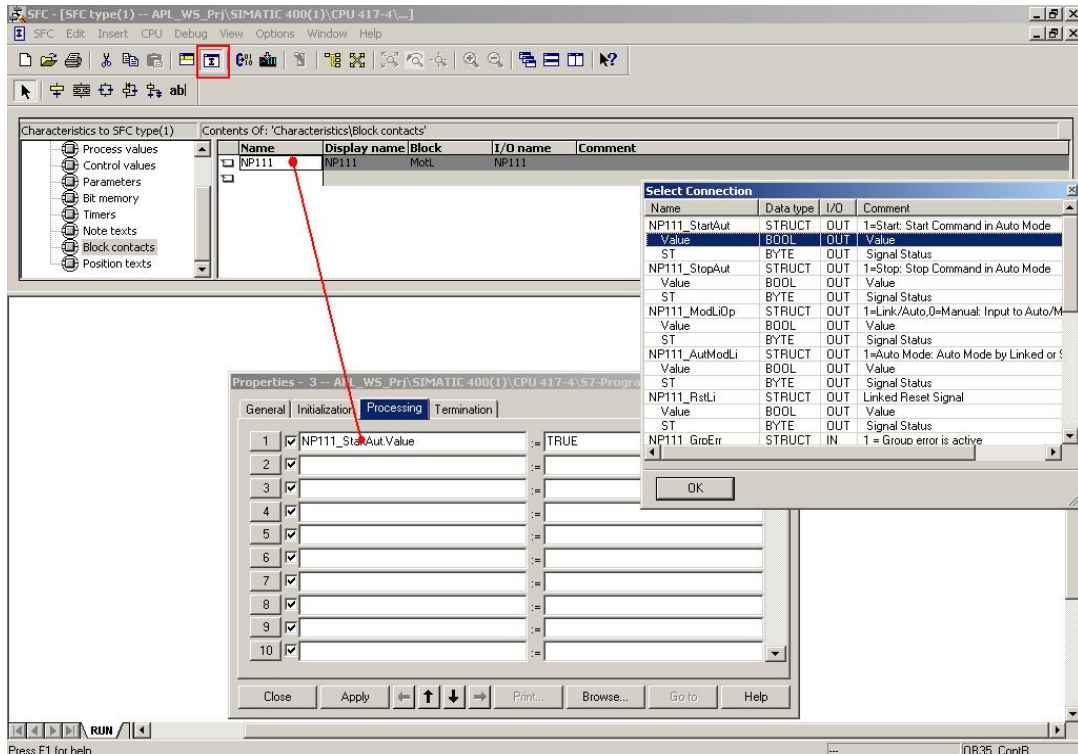 SFC - [SFC type(1) -- APL_WS_Prj\SIMATIC 400(1)\CPU 417-4\...]
SFC Edit Insert CPU Debug View Options Window Help
abl
Characteristics to SFC type(1) Contents Of: 'Characteristics\Block contacts'
Name Display name Block I/O name Comment
NP111 NP111 MotL NP111
Process values
Control values
Parameters
Bit memory
Timers
Note texts
Block contacts
Position texts
Select Connection
Name Data type I/O Comment
NP111_StartAut STRUCT OUT 1=Start: Start Command in Auto Mode
Value BOOL OUT Value
ST BYTE OUT Signal Status
NP111_StopAut STRUCT OUT 1=Stop: Stop Command in Auto Mode
Value BOOL OUT Value
ST BYTE OUT Signal Status
NP111_ModLiOp STRUCT OUT 1=Link/Auto,0=Manual: Input to Auto/M
Value BOOL OUT Value
ST BYTE OUT Signal Status
NP111_AutModLi STRUCT OUT 1=Auto Mode: Auto Mode by Linked or S
Value BOOL OUT Value
ST BYTE OUT Signal Status
NP111_RstLi STRUCT OUT Linked Reset Signal
Value BOOL OUT Value
ST BYTE OUT Signal Status
NP111_GrpErr STRUCT IN 1 = Group error is active
OK
Properties - 3 -- APL_WS_Prj\SIMATIC 400(1)\CPU 417-4\S7-Progra
General Initialization Processing Termination
1 NP111_StartAut.Value := TRUE
2 :=
3 :=
4 :=
5 :=
6 :=
7 :=
8 :=
9 :=
10 :=
Close Apply Print... Browse... Go to Help
RUN
Press F1 for help. OB35 ContB